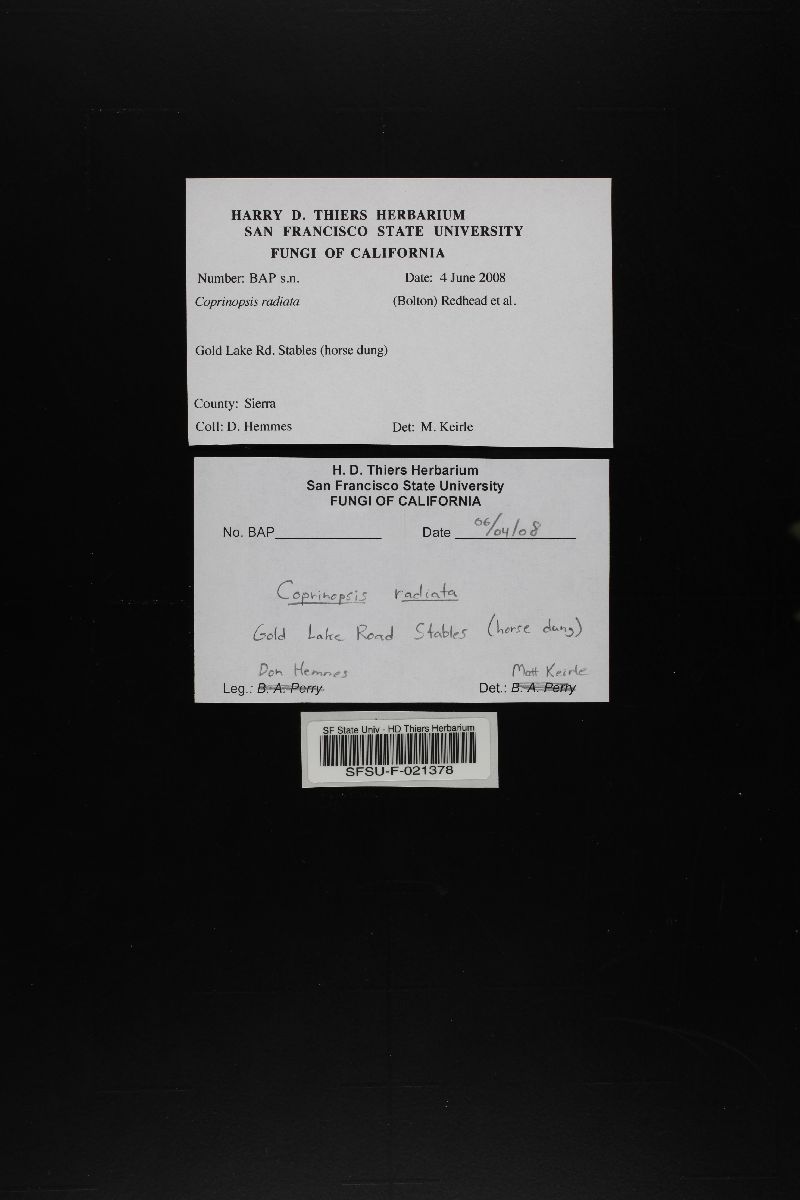 HARRY D. THIERS HERBARIUM
SAN FRANCISCO STATE UNIVERSITY
FUNGI OF CALIFORNIA
Number: BAP s.n. Date: 4 June 2008
Coprinopsis radiata (Bolton) Redhead et al.
Gold Lake Rd. Stables (horse dung)
County: Sierra
Coll: D. Hemmes Det: M. Keirle
H. D. Thiers Herbarium
San Francisco State University
FUNGI OF CALIFORNIA
No. BAP Date 06/04/08
Coprinopsis radiata
Gold Lake Road Stables (horse dung)
Don Hemmes Matt Keirle
Leg.: B. A. Perry Det.: B. A. Perry
SF State Univ - HD Thiers Herbarium
SFSU-F-021378